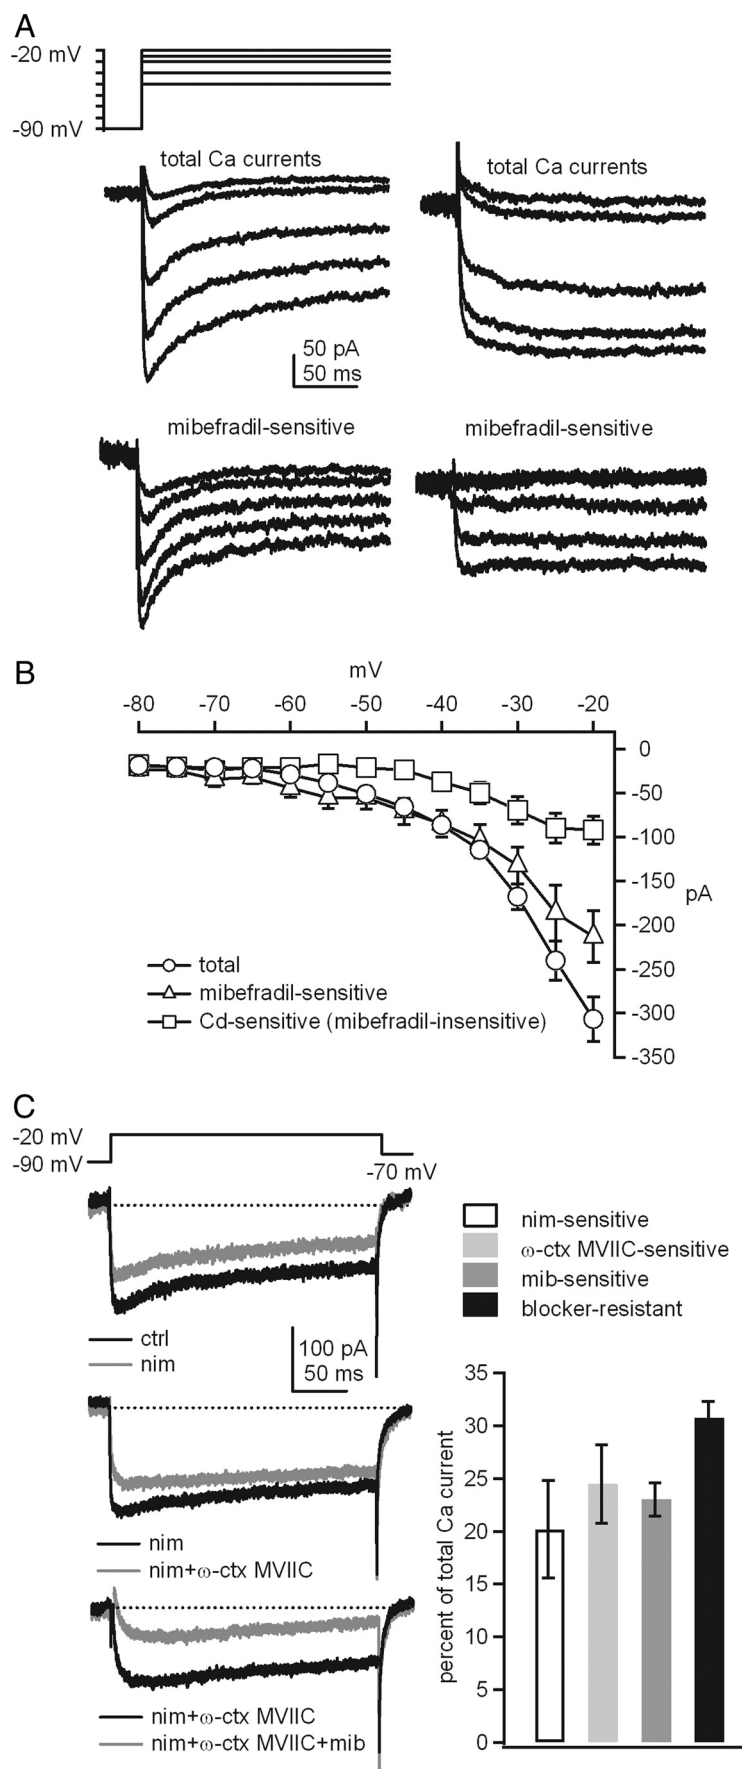 A
-20 mV
-90 mV
total Ca currents
total Ca currents
50 pA
50 ms
mibefradil-sensitive
mibefradil-sensitive
B
mV
-80 -70 -60 -50 -40 -30 -20
0
-50
-100
-150
-200
-250
-300
-350
pA
total
mibefradil-sensitive
Cd-sensitive (mibefradil-insensitive)
C
-20 mV
-90 mV
-70 mV
ctrl
nim
100 pA
50 ms
nim
nim+ω-ctx MVIIC
nim+ω-ctx MVIIC
nim+ω-ctx MVIIC+mib
nim-sensitive
ω-ctx MVIIC-sensitive
mib-sensitive
blocker-resistant
percent of total Ca current
35
30
25
20
15
10
5
0